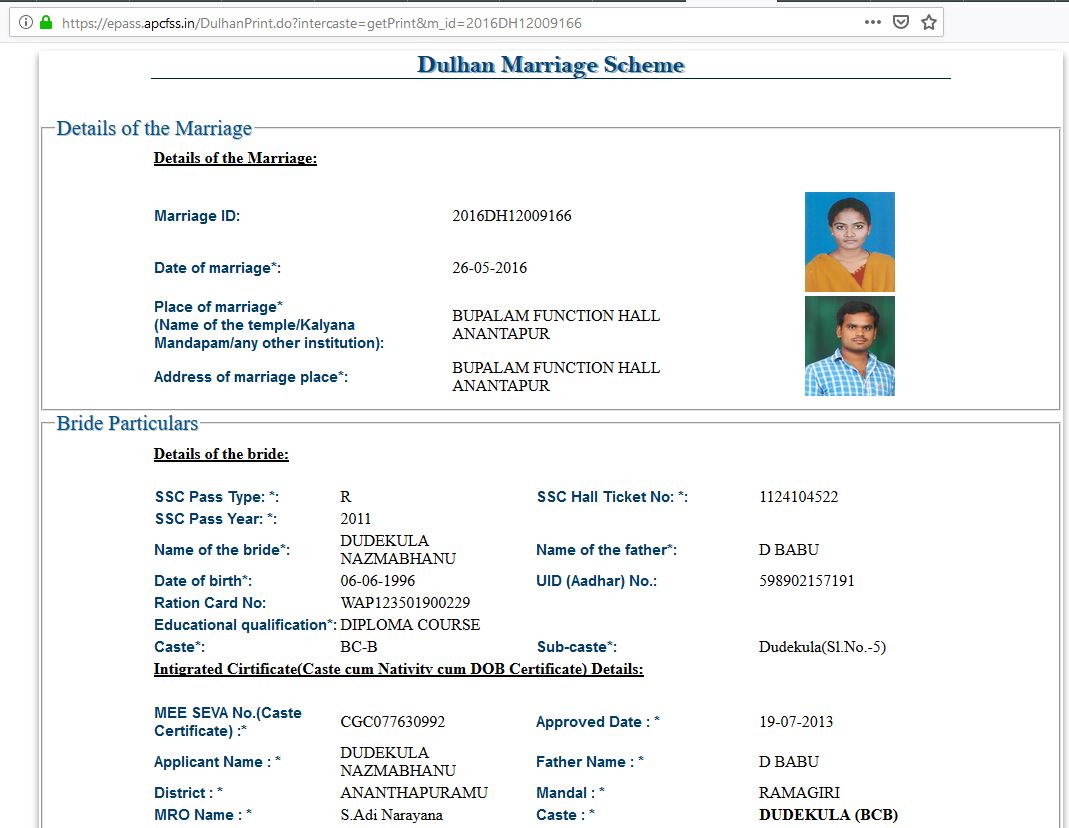 https://epass.apcfss.in/DulhanPrint.do?intercaste=getPrint&m_id=2016DH12009166
Dulhan Marriage Scheme
Details of the Marriage
Details of the Marriage:
Marriage ID: 2016DH12009166
Date of marriage*: 26-05-2016
Place of marriage*
(Name of the temple/Kalyana
Mandapam/any other institution):
BUPALAM FUNCTION HALL
ANANTAPUR
Address of marriage place*:
BUPALAM FUNCTION HALL
ANANTAPUR
Bride Particulars
Details of the bride:
SSC Pass Type: *: R SSC Hall Ticket No: *: 1124104522
SSC Pass Year: *: 2011
Name of the bride*: DUDEKULA
NAZMABHANU
Name of the father*: D BABU
Date of birth*: 06-06-1996 UID (Aadhar) No.: 598902157191
Ration Card No: WAP123501900229
Educational qualification*: DIPLOMA COURSE
Caste*: BC-B Sub-caste*: Dudekula(Sl.No.-5)
Intigrated Cirtificate(Caste cum Nativity cum DOB Certificate) Details:
MEE SEVA No.(Caste
Certificate) :*
CGC077630992 Approved Date : * 19-07-2013
Applicant Name : * DUDEKULA
NAZMABHANU
Father Name : * D BABU
District : * ANANTHAPURAMU Mandal : * RAMAGIRI
MRO Name : * S.Adi Narayana Caste : * DUDEKULA (BCB)